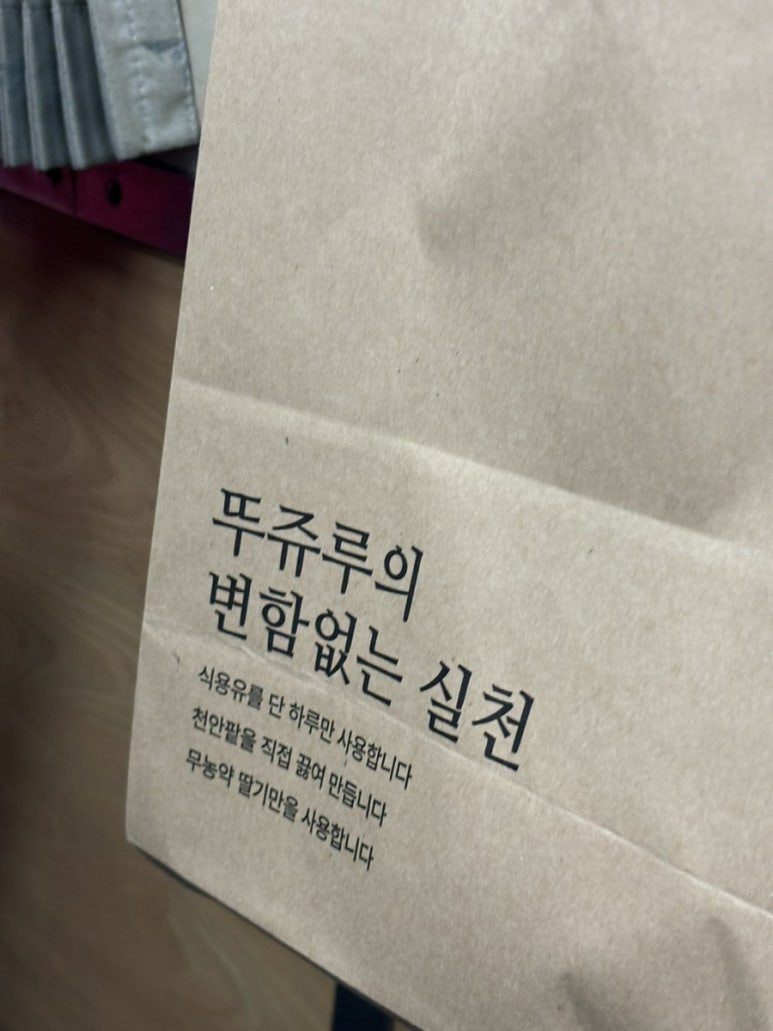 뚜쥬루의
변함없는 실천
식용유를 단 하루만 사용합니다
천안팥을 직접 끓여 만듭니다
무농약 딸기만을 사용합니다